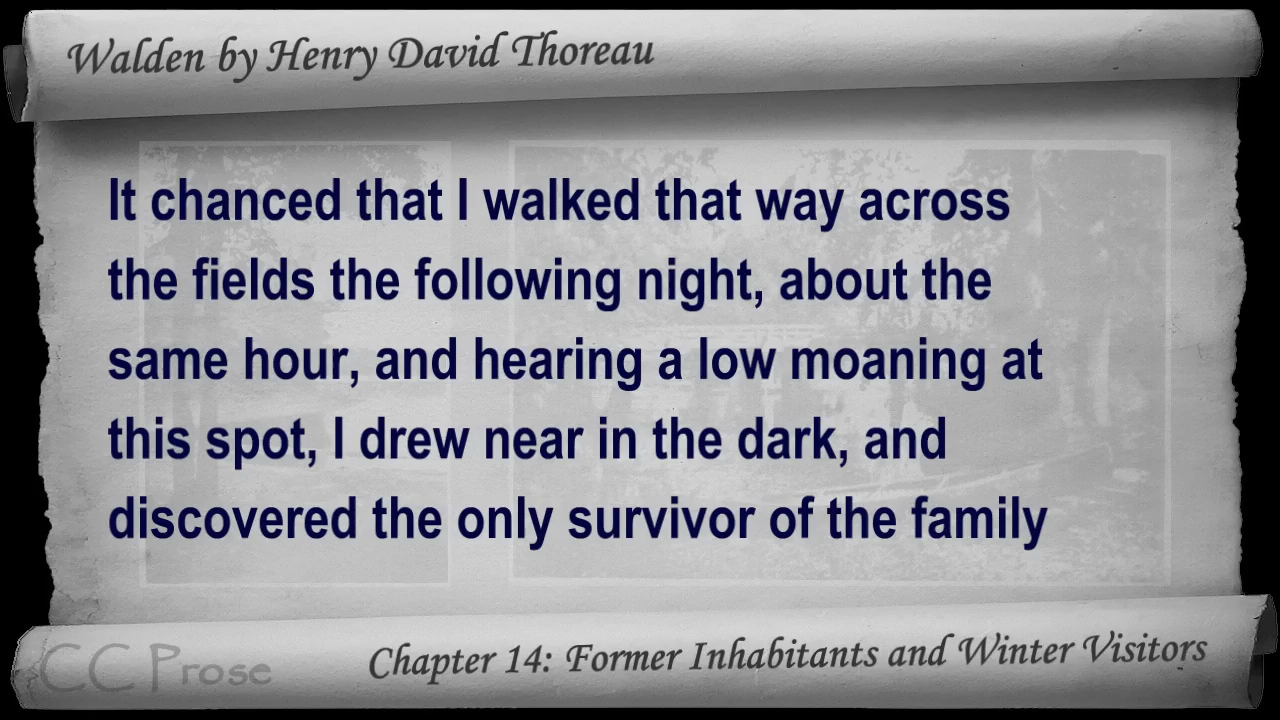 Walden by Henry David Thoreau
It chanced that I walked that way across
the fields the following night, about the
same hour, and hearing a low moaning at
this spot, I drew near in the dark, and
discovered the only survivor of the family
CC Prose
Chapter 14: Former Inhabitants and Winter Visitors